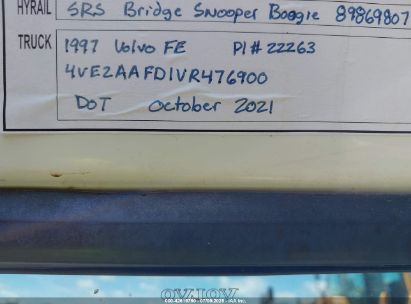 HYRAIL SRS Bridge Snooper Boogie 89869807
TRUCK 1997 Volvo FE PI# 22263
4VE2AAFD1VR476900
DOT October 2021